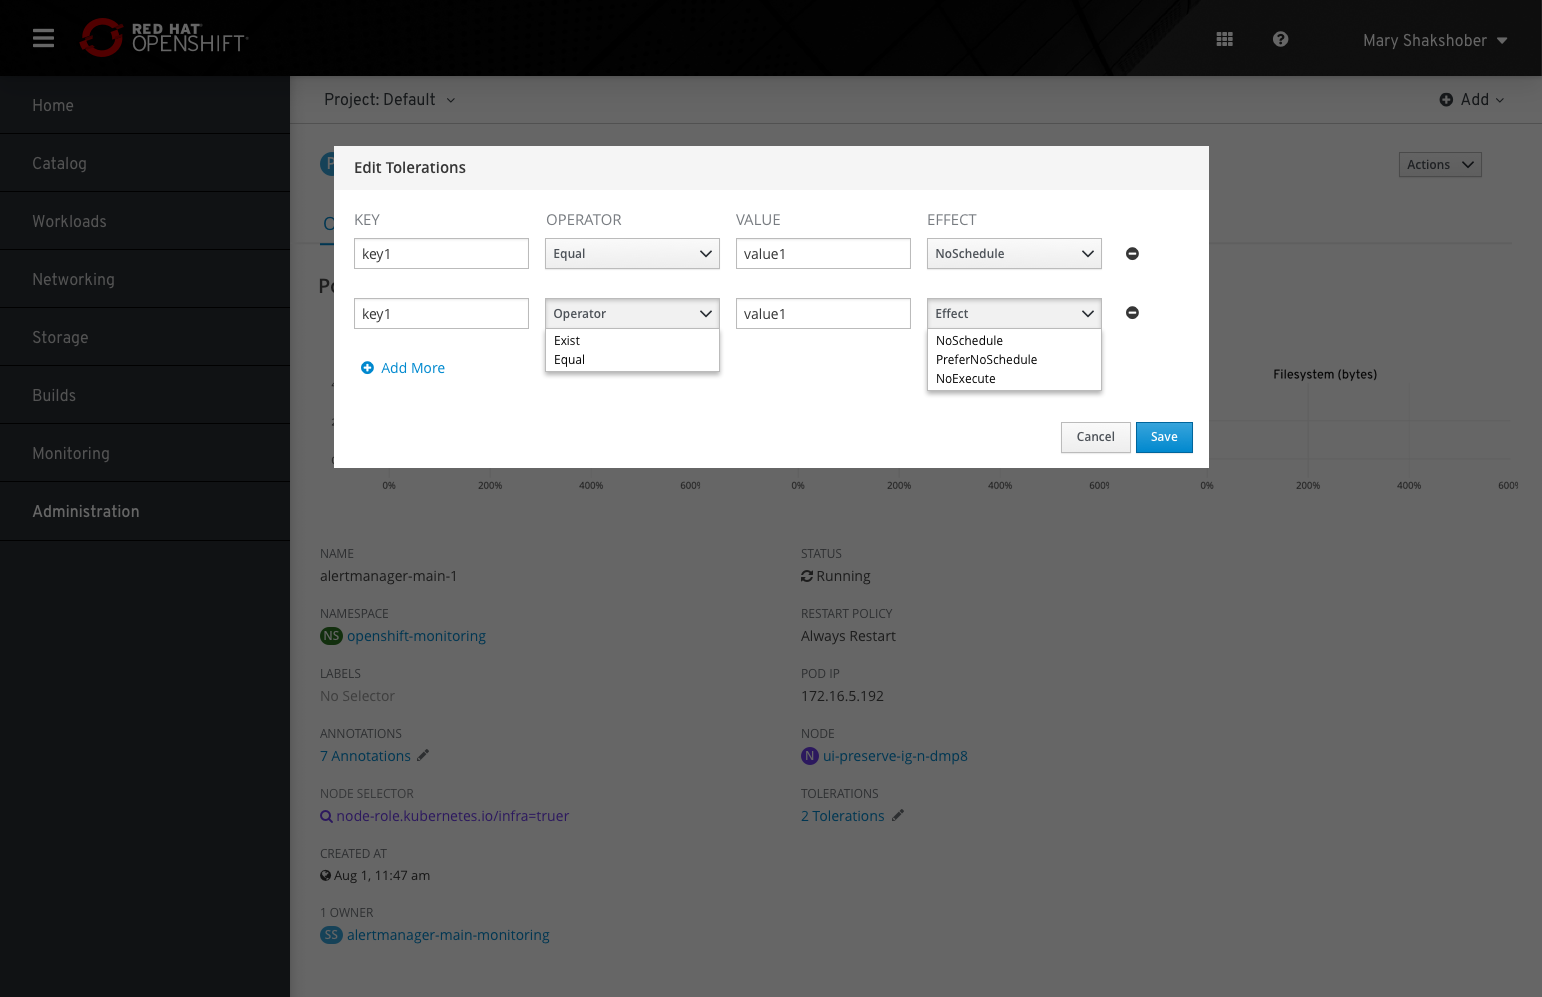 RED HAT
OPENSHIFT
Mary Shakshober
Home
Catalog
Workloads
Networking
Storage
Builds
Monitoring
Administration
Project: Default
Add
Actions
Edit Tolerations
KEY OPERATOR VALUE EFFECT
key1 Equal value1 NoSchedule
key1 Operator value1 Effect
Exist
Equal
NoSchedule
PreferNoSchedule
NoExecute
Add More
Cancel Save
Filesystem (bytes)
0% 200% 400% 600% 0% 200% 400% 600% 0% 200% 400% 600%
NAME
alertmanager-main-1
NAMESPACE
NS openshift-monitoring
LABELS
No Selector
ANNOTATIONS
7 Annotations
NODE SELECTOR
node-role.kubernetes.io/infra=truer
CREATED AT
Aug 1, 11:47 am
1 OWNER
SS alertmanager-main-monitoring
STATUS
Running
RESTART POLICY
Always Restart
POD IP
172.16.5.192
NODE
N ui-preserve-ig-n-dmp8
TOLERATIONS
2 Tolerations